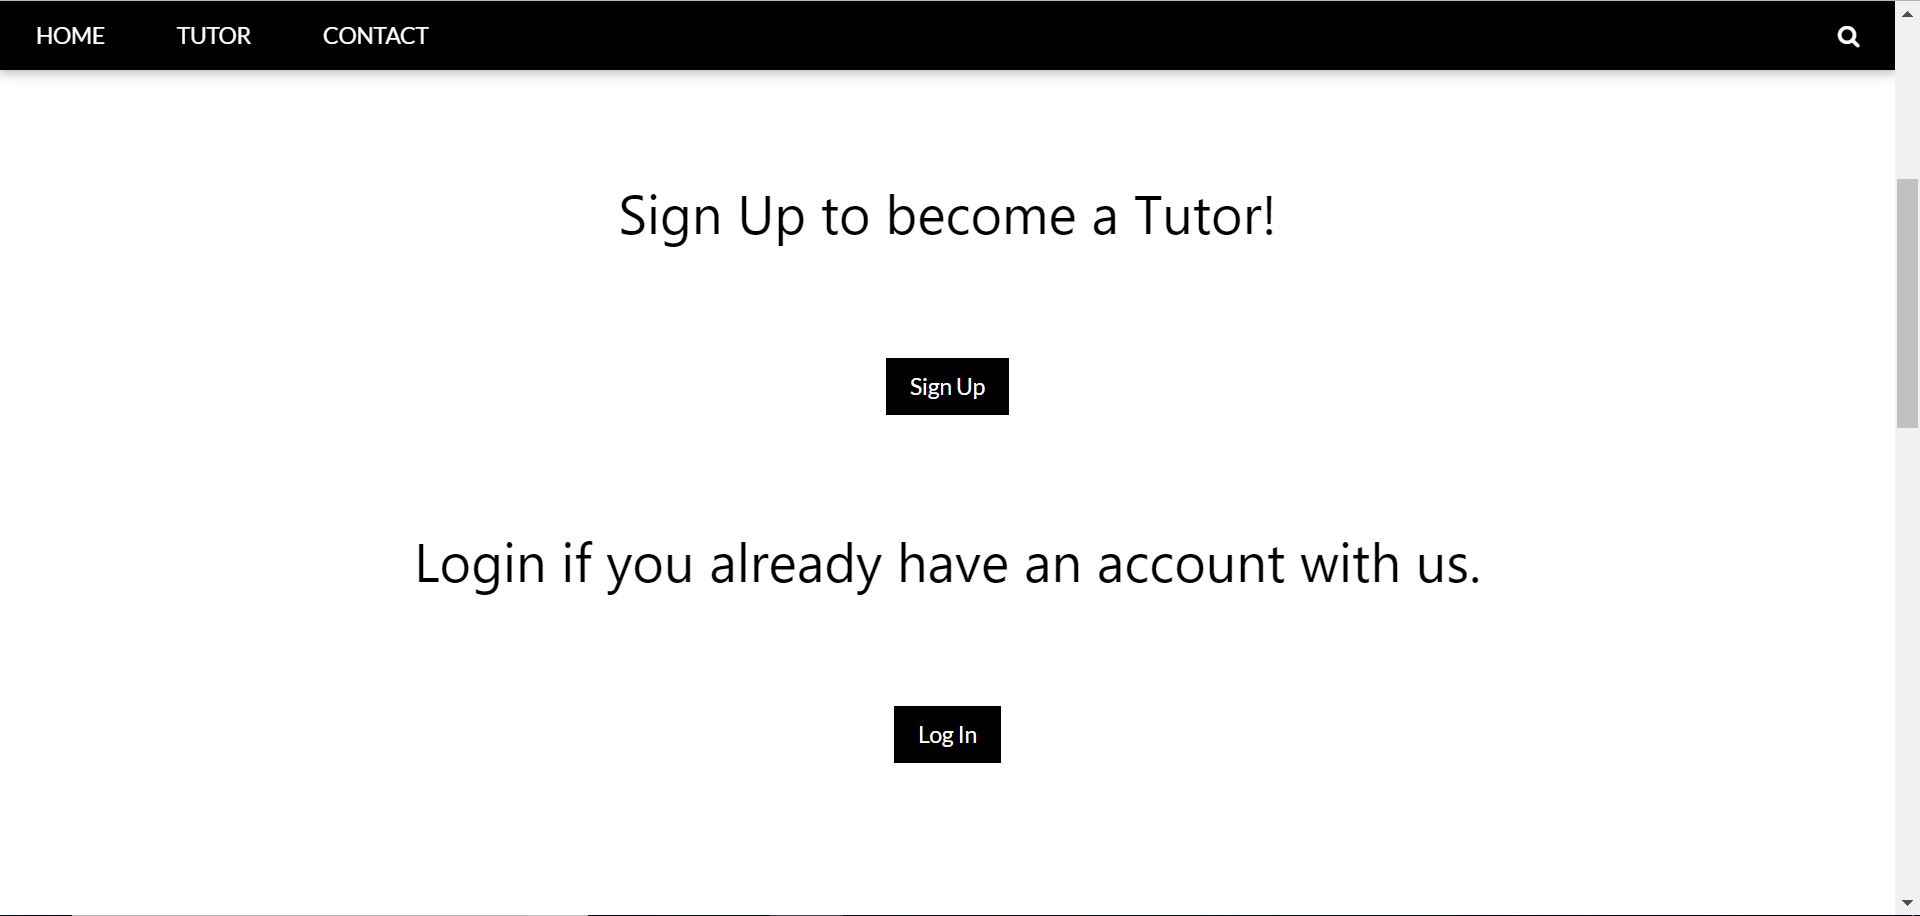 HOME TUTOR CONTACT
Sign Up to become a Tutor!
Sign Up
Login if you already have an account with us.
Log In